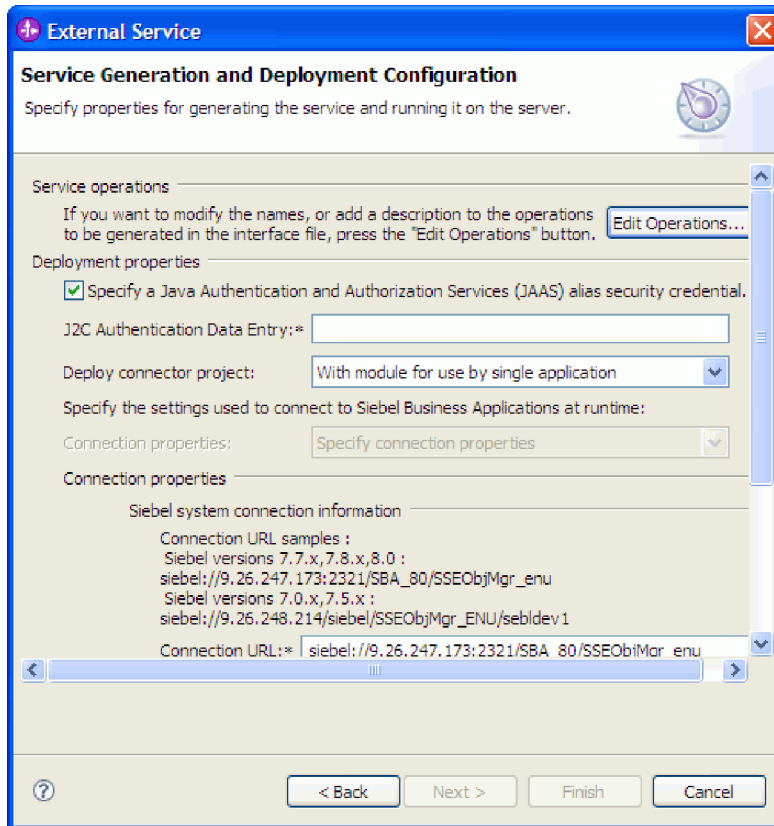 External Service
Service Generation and Deployment Configuration
Specify properties for generating the service and running it on the server.
Service operations
If you want to modify the names, or add a description to the operations
to be generated in the interface file, press the "Edit Operations" button.
Edit Operations...
Deployment properties
Specify a Java Authentication and Authorization Services (JAAS) alias security credential.
J2C Authentication Data Entry:*
Deploy connector project: With module for use by single application
Specify the settings used to connect to Siebel Business Applications at runtime:
Connection properties: Specify connection properties
Connection properties
Siebel system connection information
Connection URL samples :
Siebel versions 7.7.x,7.8.x,8.0 :
siebel://9.26.247.173:2321/SBA_80/SSEObjMgr_enu
Siebel versions 7.0.x,7.5.x :
siebel://9.26.248.214/siebel/SSEObjMgr_ENU/sebldev1
Connection URL:* siebel://9.26.247.173:2321/SBA_80/SSEObjMgr_enu
? < Back Next > Finish Cancel